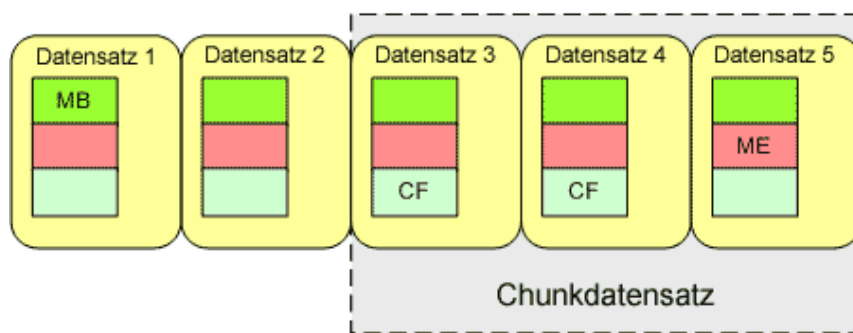 Datensatz 1 Datensatz 2 Datensatz 3 Datensatz 4 Datensatz 5
MB
ME
CF CF
Chunkdatensatz